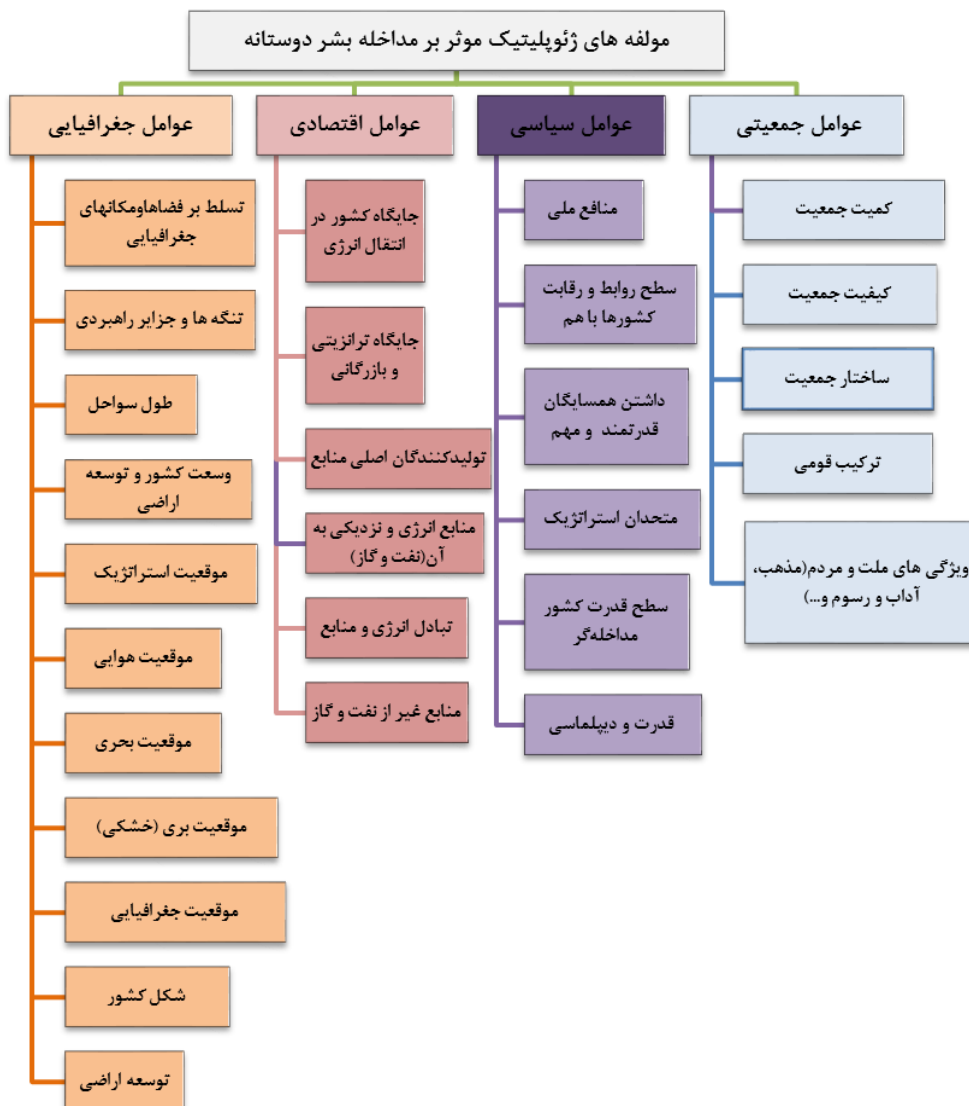 مولفه های ژئوپلیتیک موثر بر مداخله بشر دوستانه
عوامل جمعیتی
کمیت جمعیت
کیفیت جمعیت
ساختار جمعیت
ترکیب قومی
ویژگی های ملت و مردم(مذهب،
آداب و رسوم و...)
عوامل سیاسی
منافع ملی
سطح روابط و رقابت
کشورها با هم
داشتن همسایگان
قدرتمند و مهم
متحدان استراتژیک
سطح قدرت کشور
مداخله‌گر
قدرت و دیپلماسی
عوامل اقتصادی
جایگاه کشور در
انتقال انرژی
جایگاه ترانزیتی
و بازرگانی
تولیدکنندگان اصلی منابع
منابع انرژی و نزدیکی به
آن(نفت و گاز)
تبادل انرژی و منابع
منابع غیر از نفت و گاز
عوامل جغرافیایی
تسلط بر فضاهاومکانهای
جغرافیایی
تنگه ها و جزایر راهبردی
طول سواحل
وسعت کشور و توسعه
اراضی
موقعیت استراتژیک
موقعیت هوایی
موقعیت بحری
موقعیت بری (خشکی)
موقعیت جغرافیایی
شکل کشور
توسعه اراضی